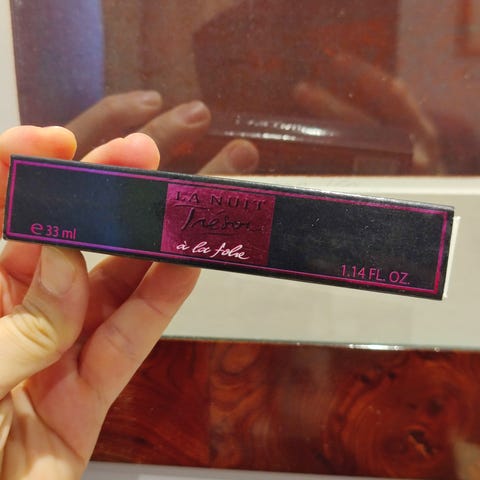 LA NUIT
Trésor
à la folie
℮ 33 ml
1.14 FL. OZ.